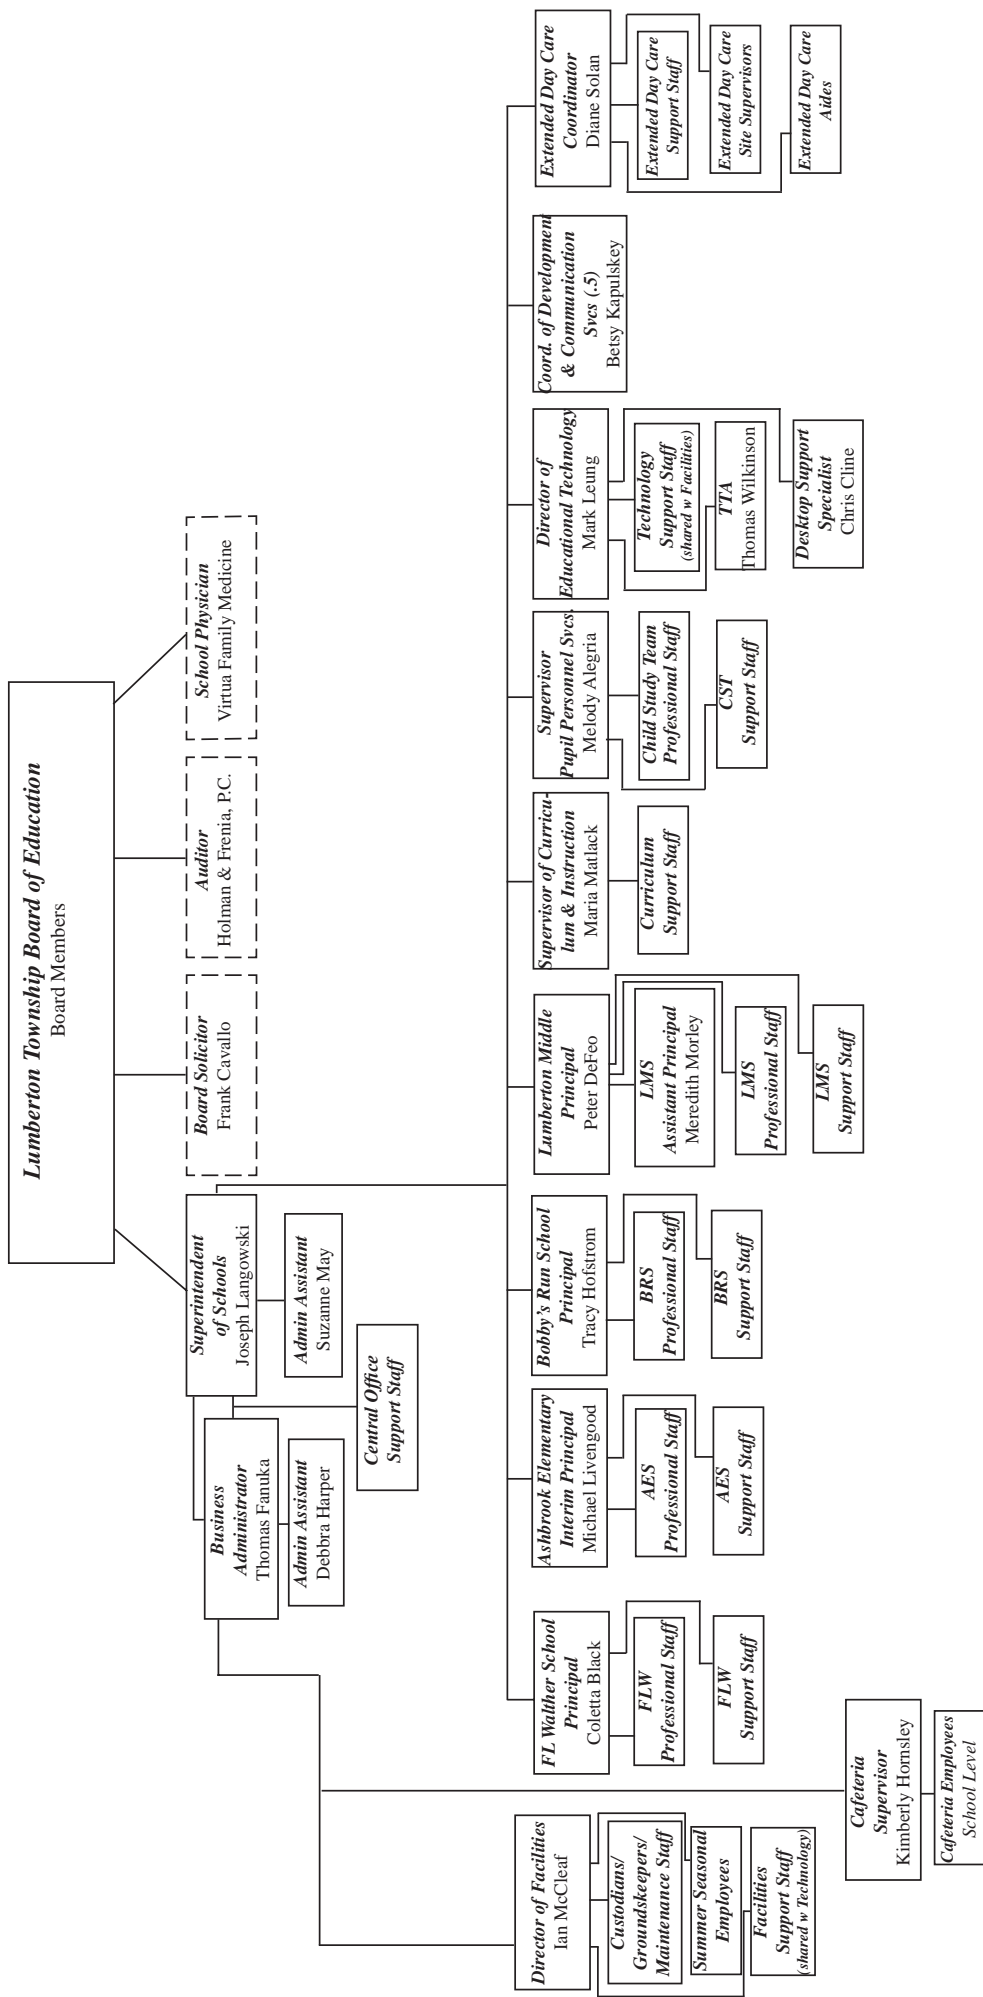 Lumberton Township Board of Education
Board Members
Superintendent
of Schools
Joseph Langowski
Board Solicitor
Frank Cavallo
Auditor
Holman & Frenia, P.C.
School Physician
Virtua Family Medicine
Business
Administrator
Thomas Fanuka
Admin Assistant
Suzanne May
Admin Assistant
Debbra Harper
Central Office
Support Staff
Director of Facilities
Ian McCleaf
Custodians/
Groundskeepers/
Maintenance Staff
Summer Seasonal
Employees
Facilities
Support Staff
(shared w Technology)
Cafeteria
Supervisor
Kimberly Hornsley
Cafeteria Employees
School Level
FL Walther School
Principal
Coletta Black
FLW
Professional Staff
FLW
Support Staff
Ashbrook Elementary
Interim Principal
Michael Livengood
AES
Professional Staff
AES
Support Staff
Bobby's Run School
Principal
Tracy Hofstrom
BRS
Professional Staff
BRS
Support Staff
Lumberton Middle
Principal
Peter DeFeo
LMS
Assistant Principal
Meredith Morley
LMS
Professional Staff
LMS
Support Staff
Supervisor of Curricu-
lum & Instruction
Maria Matlack
Curriculum
Support Staff
Supervisor
Pupil Personnel Svcs.
Melody Alegria
Child Study Team
Professional Staff
CST
Support Staff
Director of
Educational Technology
Mark Leung
Technology
Support Staff
(shared w Facilities)
TTA
Thomas Wilkinson
Desktop Support
Specialist
Chris Cline
Coord. of Development
& Communication
Svcs (.5)
Betsy Kapulskey
Extended Day Care
Coordinator
Diane Solan
Extended Day Care
Support Staff
Extended Day Care
Site Supervisors
Extended Day Care
Aides